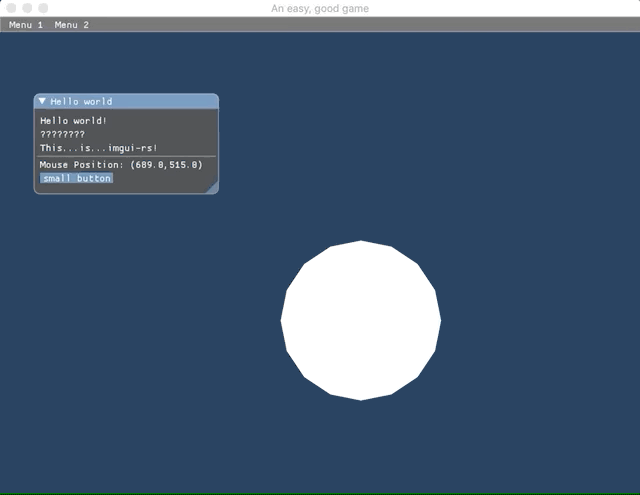 An easy, good game
Menu 1 Menu 2
Hello world
Hello world!
????????
This...is...imgui-rs!
Mouse Position: (689.0,515.0)
small button